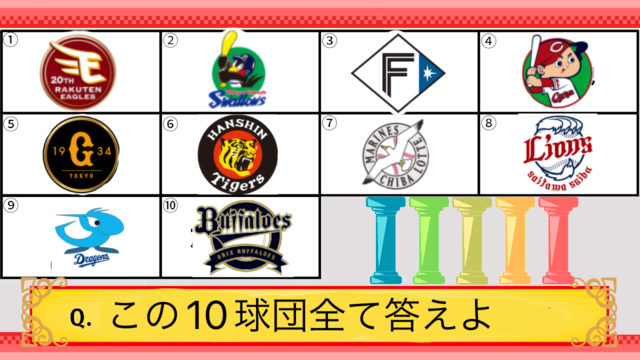 ①
20TH
RAKUTEN
EAGLES
②
Swallows
③
F
④
Carp
⑤
G
19 34
TOKYO
⑥
HANSHIN
Tigers
⑦
MARINES
CHIBA LOTTE
⑧
Lions
saitama seibu
⑨
Dragons
⑩
Buffaloes
ORIX BUFFALOES
Q. この10球団全て答えよ